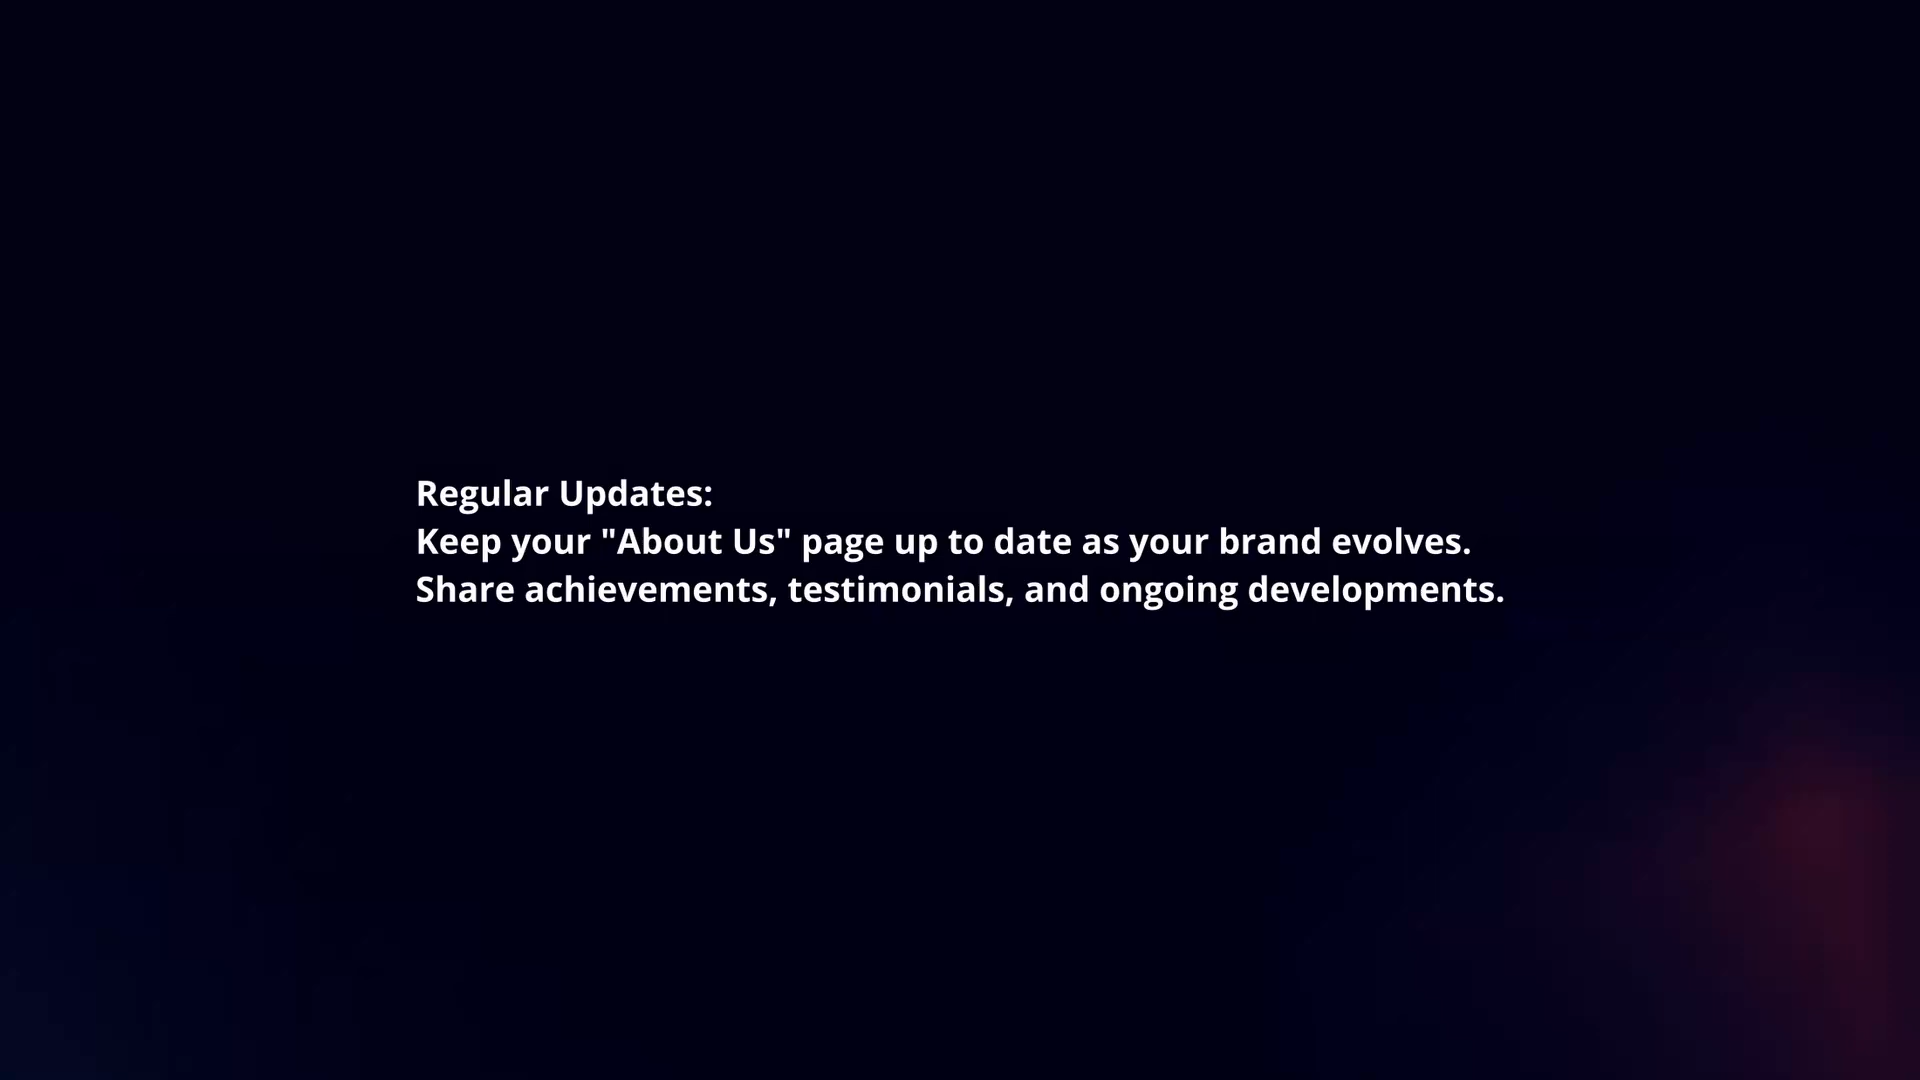 Regular Updates:
Keep your "About Us" page up to date as your brand evolves.
Share achievements, testimonials, and ongoing developments.